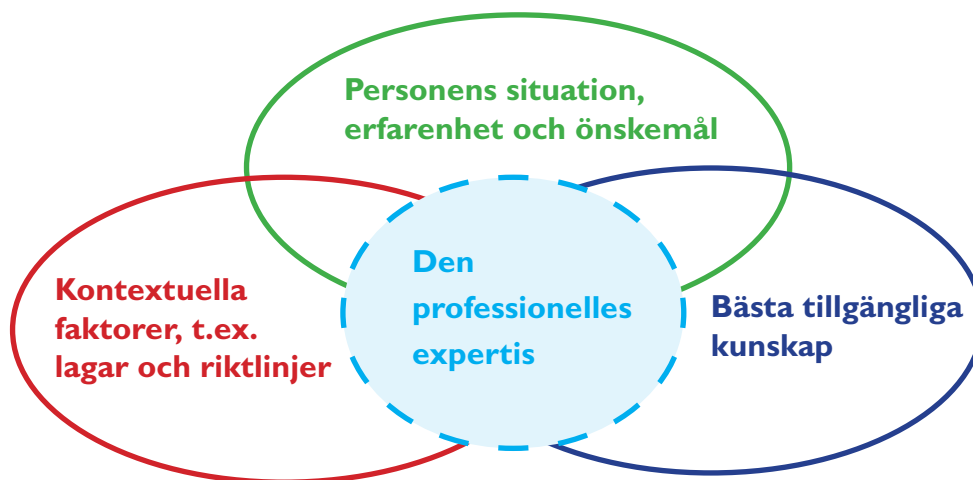 Personens situation,
erfarenhet och önskemål
Den
professionelles
expertis
Kontextuella
faktorer, t.ex.
lagar och riktlinjer
Bästa tillgängliga
kunskap